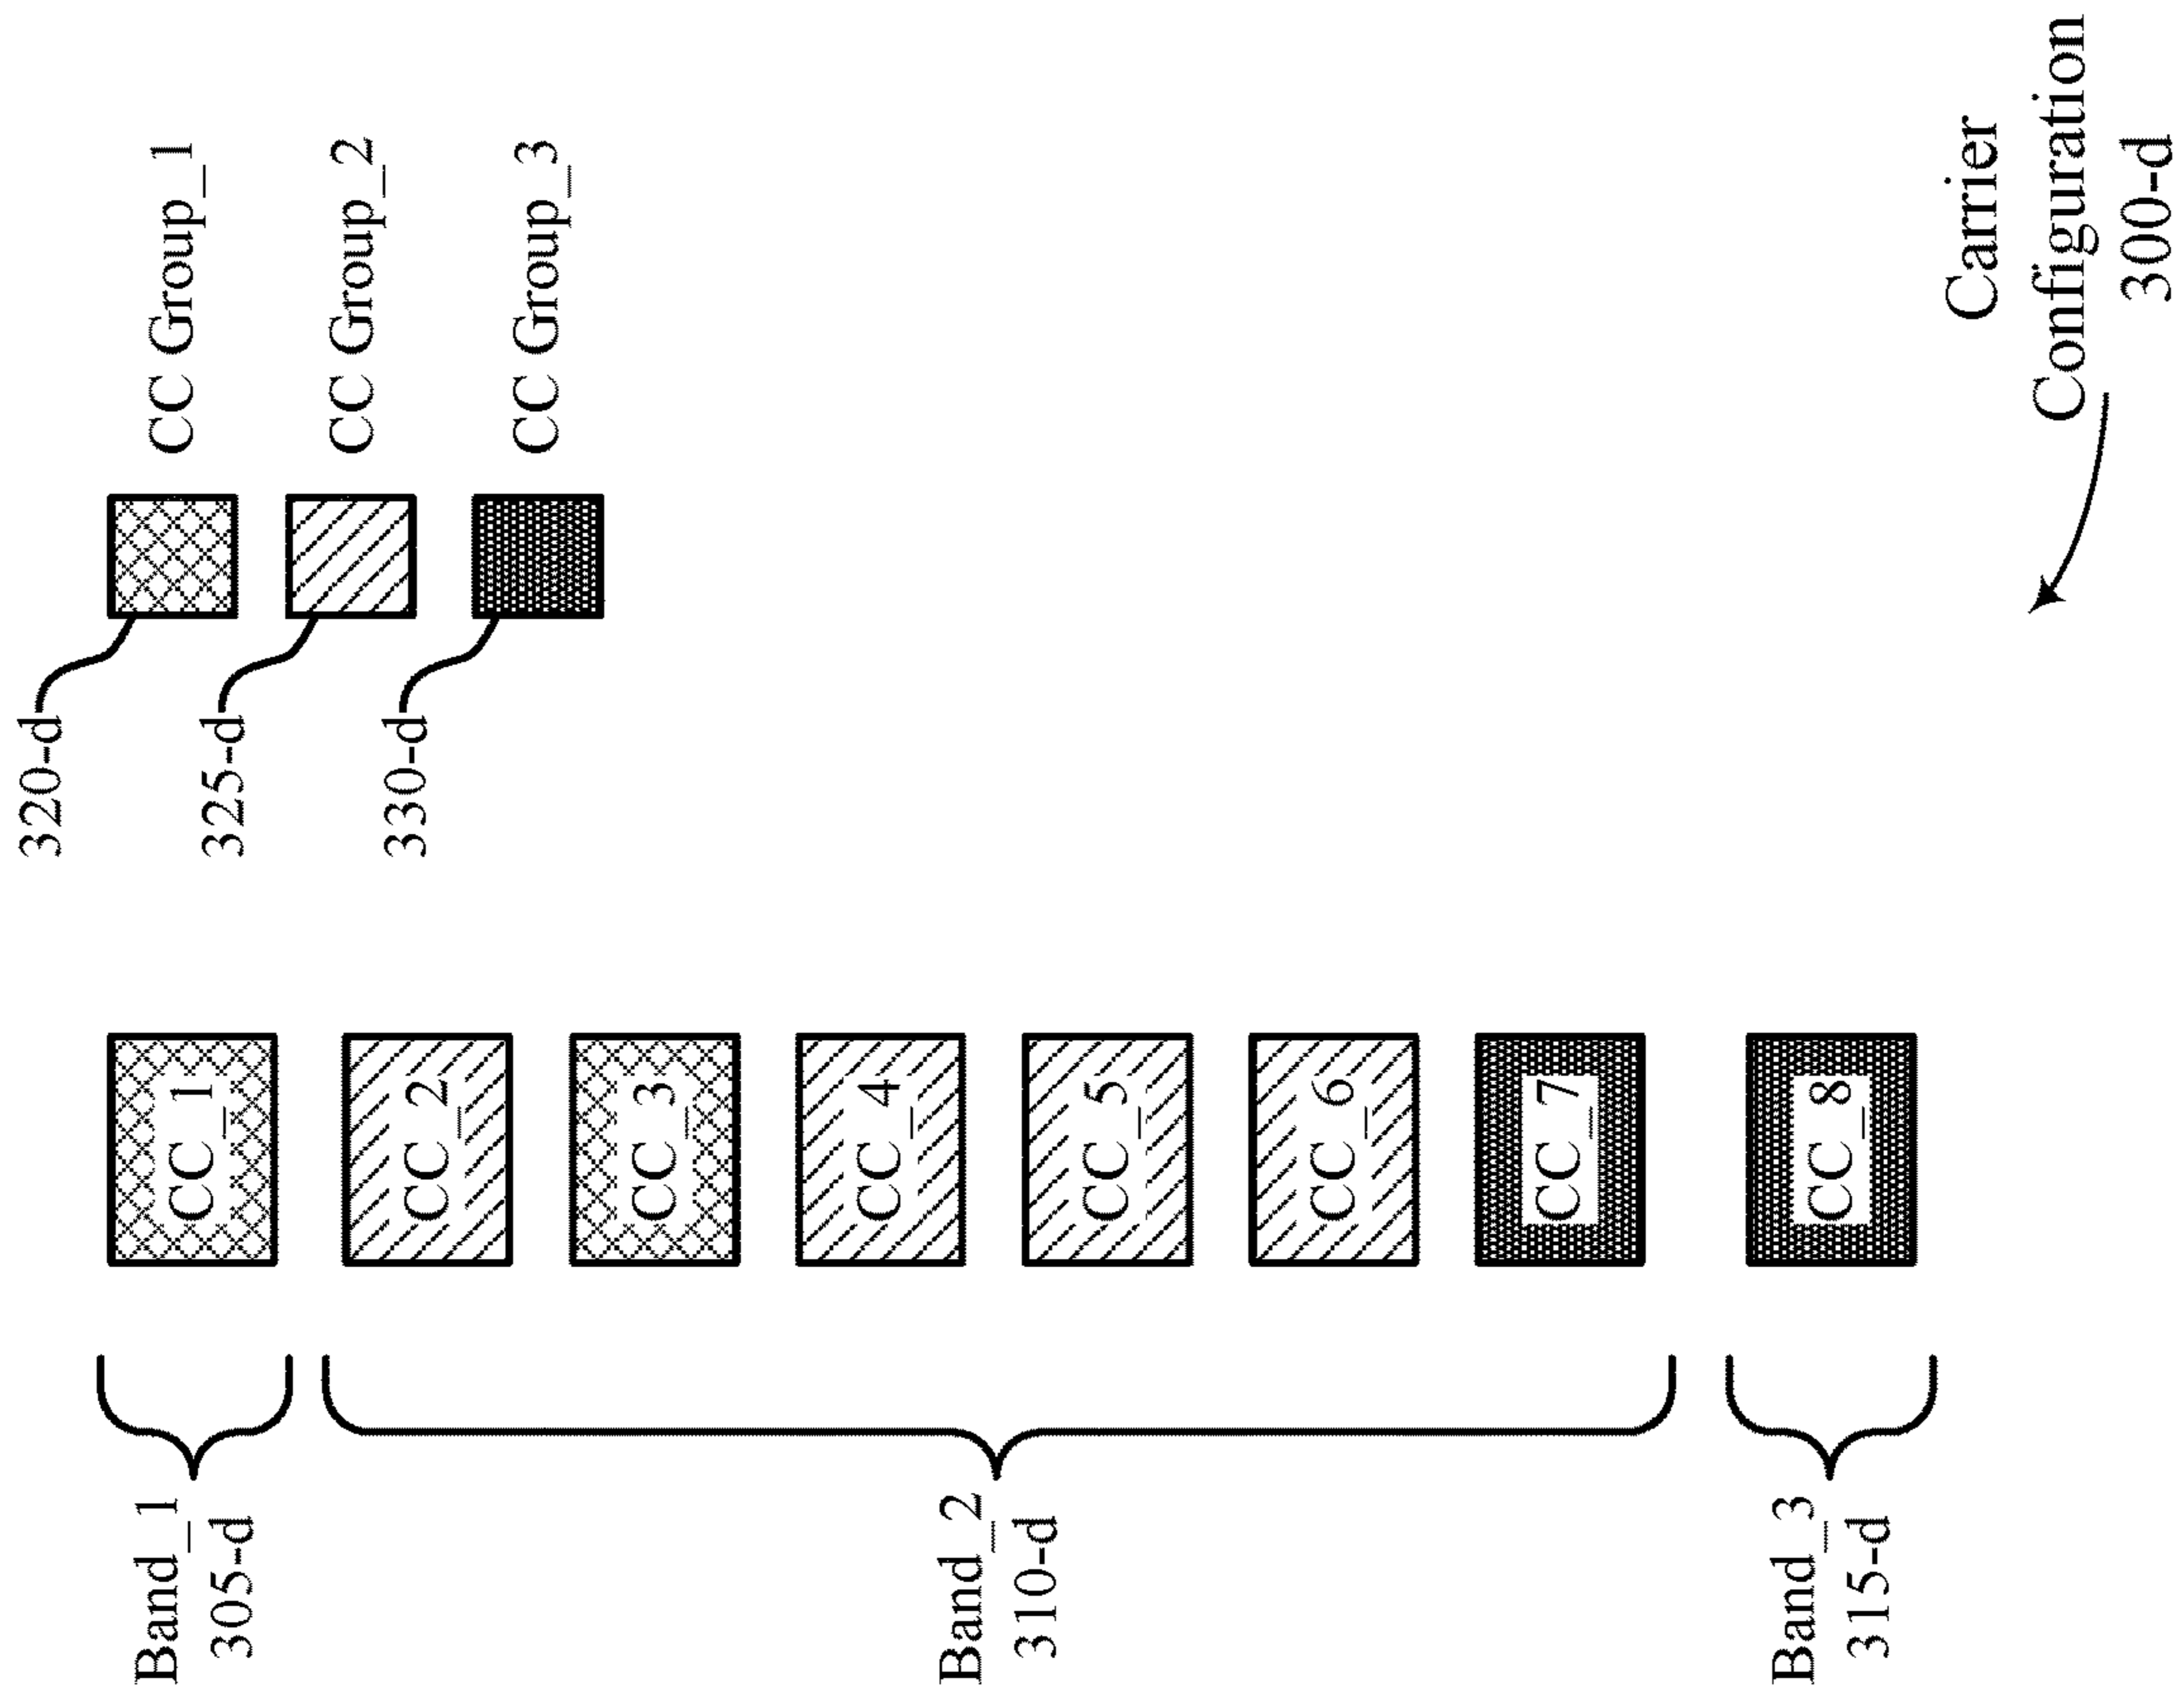 320-d
CC Group_1
325-d
CC Group_2
330-d
CC Group_3
Band_1
305-d
CC_1
CC_2
CC_3
CC_4
Band_2
310-d
CC_5
CC_6
CC_7
Band_3
315-d
CC_8
Carrier
Configuration
300-d